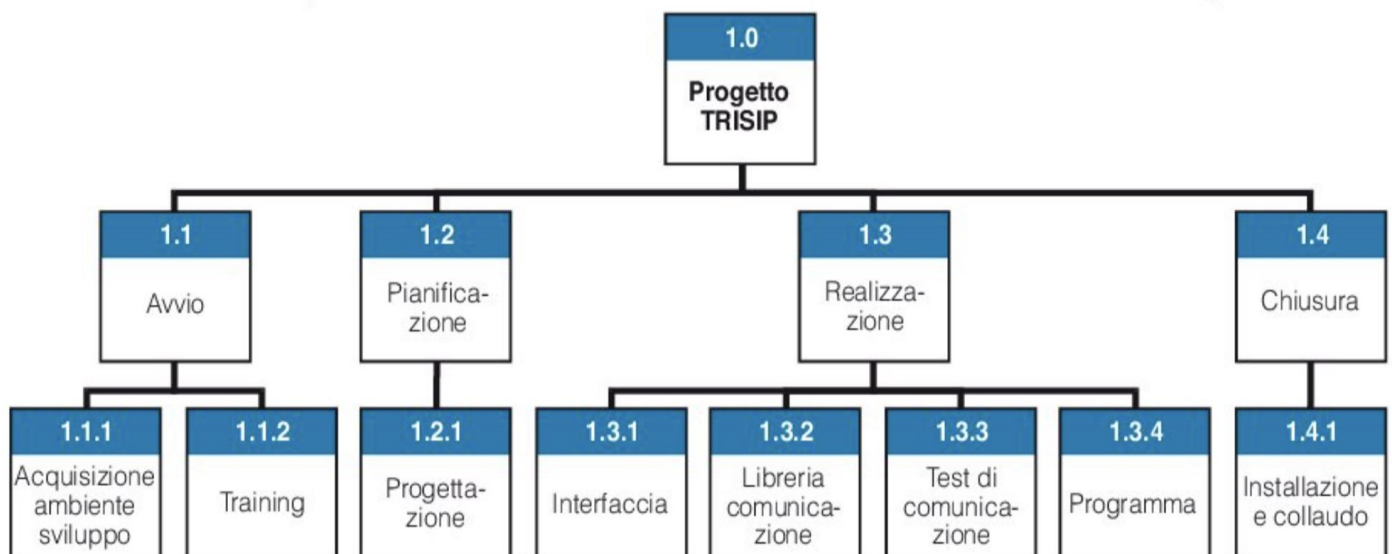 1.0
Progetto
TRISIP
1.1
Avvio
1.2
Pianifica-
zione
1.3
Realizza-
zione
1.4
Chiusura
1.1.1
Acquisizione
ambiente
sviluppo
1.1.2
Training
1.2.1
Progetta-
zione
1.3.1
Interfaccia
1.3.2
Libreria
comunica-
zione
1.3.3
Test di
comunica-
zione
1.3.4
Programma
1.4.1
Installazione
e collaudo